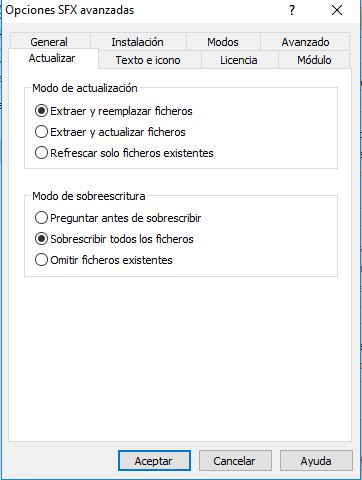 Opciones SFX avanzadas ? ×
General Instalación Modos Avanzado
Actualizar Texto e icono Licencia Módulo
Modo de actualización
Extraer y reemplazar ficheros
Extraer y actualizar ficheros
Refrescar solo ficheros existentes
Modo de sobreescritura
Preguntar antes de sobrescribir
Sobrescribir todos los ficheros
Omitir ficheros existentes
Aceptar Cancelar Ayuda